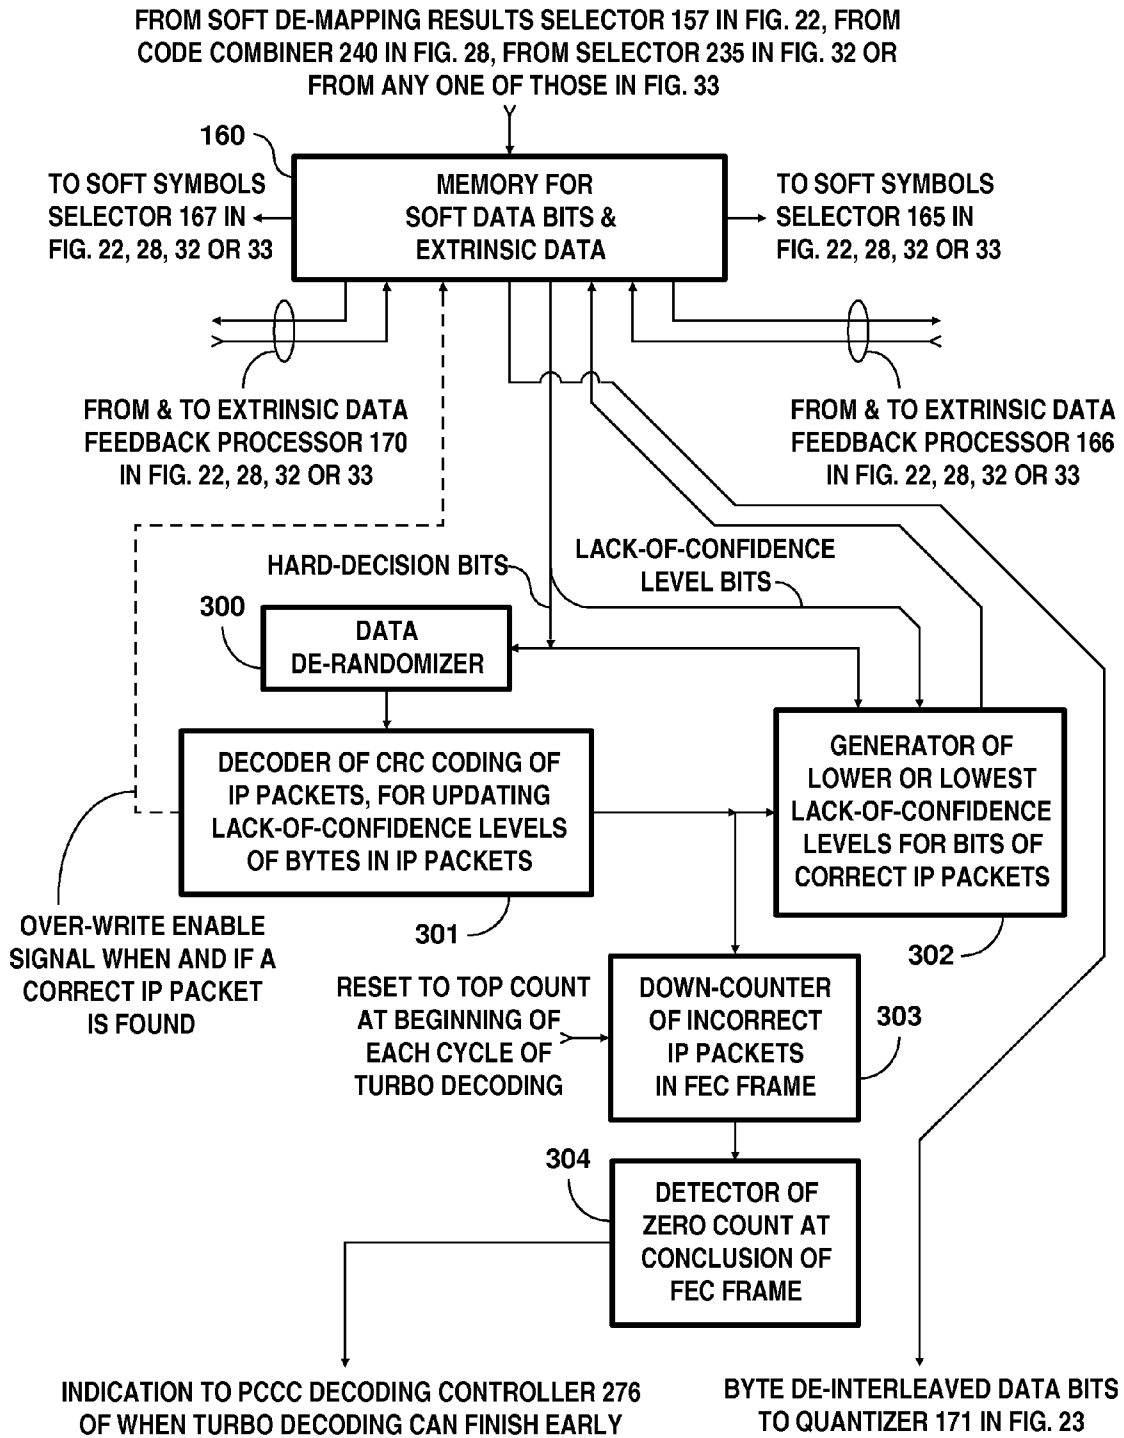 FROM SOFT DE-MAPPING RESULTS SELECTOR 157 IN FIG. 22, FROM
CODE COMBINER 240 IN FIG. 28, FROM SELECTOR 235 IN FIG. 32 OR
FROM ANY ONE OF THOSE IN FIG. 33
160
MEMORY FOR
SOFT DATA BITS &
EXTRINSIC DATA
TO SOFT SYMBOLS
SELECTOR 167 IN
FIG. 22, 28, 32 OR 33
TO SOFT SYMBOLS
SELECTOR 165 IN
FIG. 22, 28, 32 OR 33
FROM & TO EXTRINSIC DATA
FEEDBACK PROCESSOR 170
IN FIG. 22, 28, 32 OR 33
FROM & TO EXTRINSIC DATA
FEEDBACK PROCESSOR 166
IN FIG. 22, 28, 32 OR 33
HARD-DECISION BITS
LACK-OF-CONFIDENCE
LEVEL BITS
300
DATA
DE-RANDOMIZER
DECODER OF CRC CODING OF
IP PACKETS, FOR UPDATING
LACK-OF-CONFIDENCE LEVELS
OF BYTES IN IP PACKETS
301
GENERATOR OF
LOWER OR LOWEST
LACK-OF-CONFIDENCE
LEVELS FOR BITS OF
CORRECT IP PACKETS
302
OVER-WRITE ENABLE
SIGNAL WHEN AND IF A
CORRECT IP PACKET
IS FOUND
RESET TO TOP COUNT
AT BEGINNING OF
EACH CYCLE OF
TURBO DECODING
DOWN-COUNTER
OF INCORRECT
IP PACKETS
IN FEC FRAME
303
304
DETECTOR OF
ZERO COUNT AT
CONCLUSION OF
FEC FRAME
INDICATION TO PCCC DECODING CONTROLLER 276
OF WHEN TURBO DECODING CAN FINISH EARLY
BYTE DE-INTERLEAVED DATA BITS
TO QUANTIZER 171 IN FIG. 23